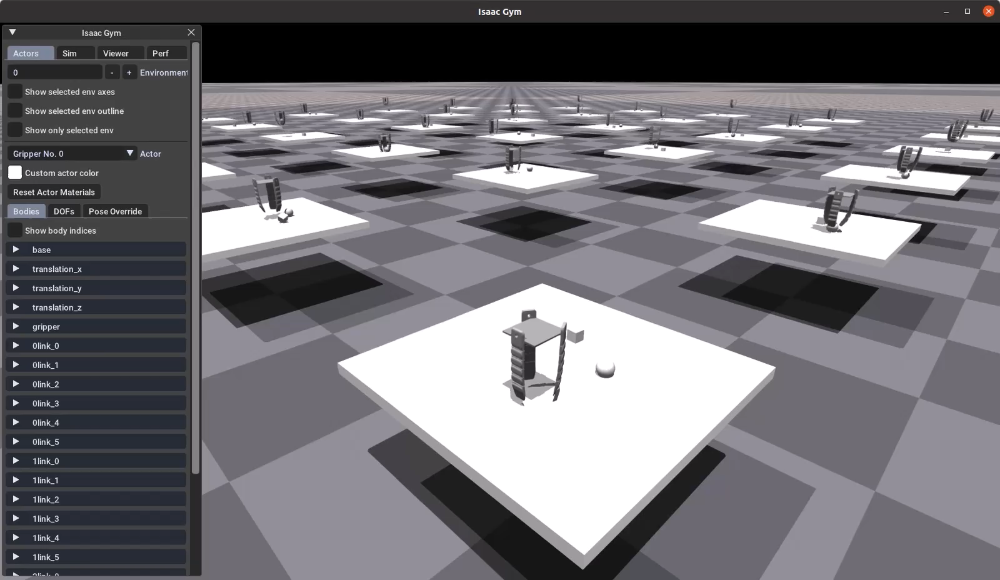 Isaac Gym
Isaac Gym
Actors Sim Viewer Perf
0 - + Environment
Show selected env axes
Show selected env outline
Show only selected env
Gripper No. 0 Actor
Custom actor color
Reset Actor Materials
Bodies DOFs Pose Override
Show body indices
base
translation_x
translation_y
translation_z
gripper
0link_0
0link_1
0link_2
0link_3
0link_4
0link_5
1link_0
1link_1
1link_2
1link_3
1link_4
1link_5